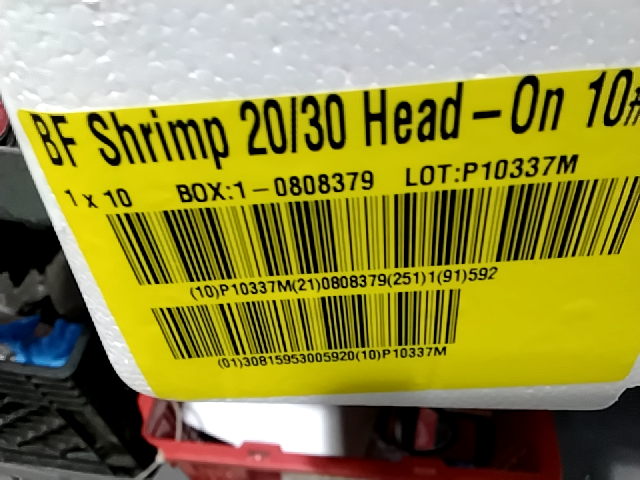 BF Shrimp 20/30 Head-On 10#
1 x 10 BOX:1-0808379 LOT:P10337M
(10)P10337M(21)0808379(251)1(91)592
(01)30815953005920(10)P10337M